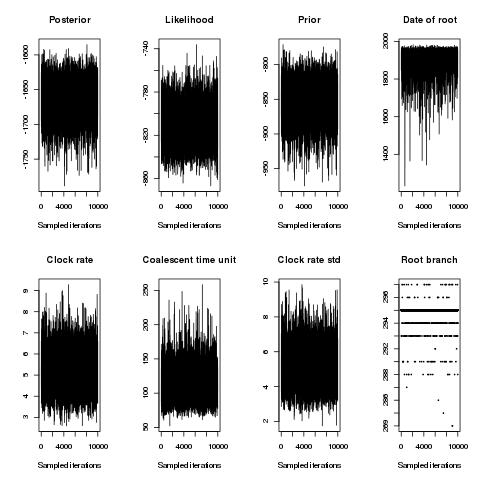 Posterior Likelihood Prior Date of root
-1600 -1650 -1700 -1750
-740 -780 -820 -860
-800 -850 -900 -950
2000 1800 1600 1400
0 4000 10000 0 4000 10000 0 4000 10000 0 4000 10000
Sampled iterations Sampled iterations Sampled iterations Sampled iterations
Clock rate Coalescent time unit Clock rate std Root branch
9 8 7 6 5 4 3
250 200 150 100 50
10 8 6 4 2
296 294 292 290 288
0 4000 10000 0 4000 10000 0 4000 10000 0 4000 10000
Sampled iterations Sampled iterations Sampled iterations Sampled iterations